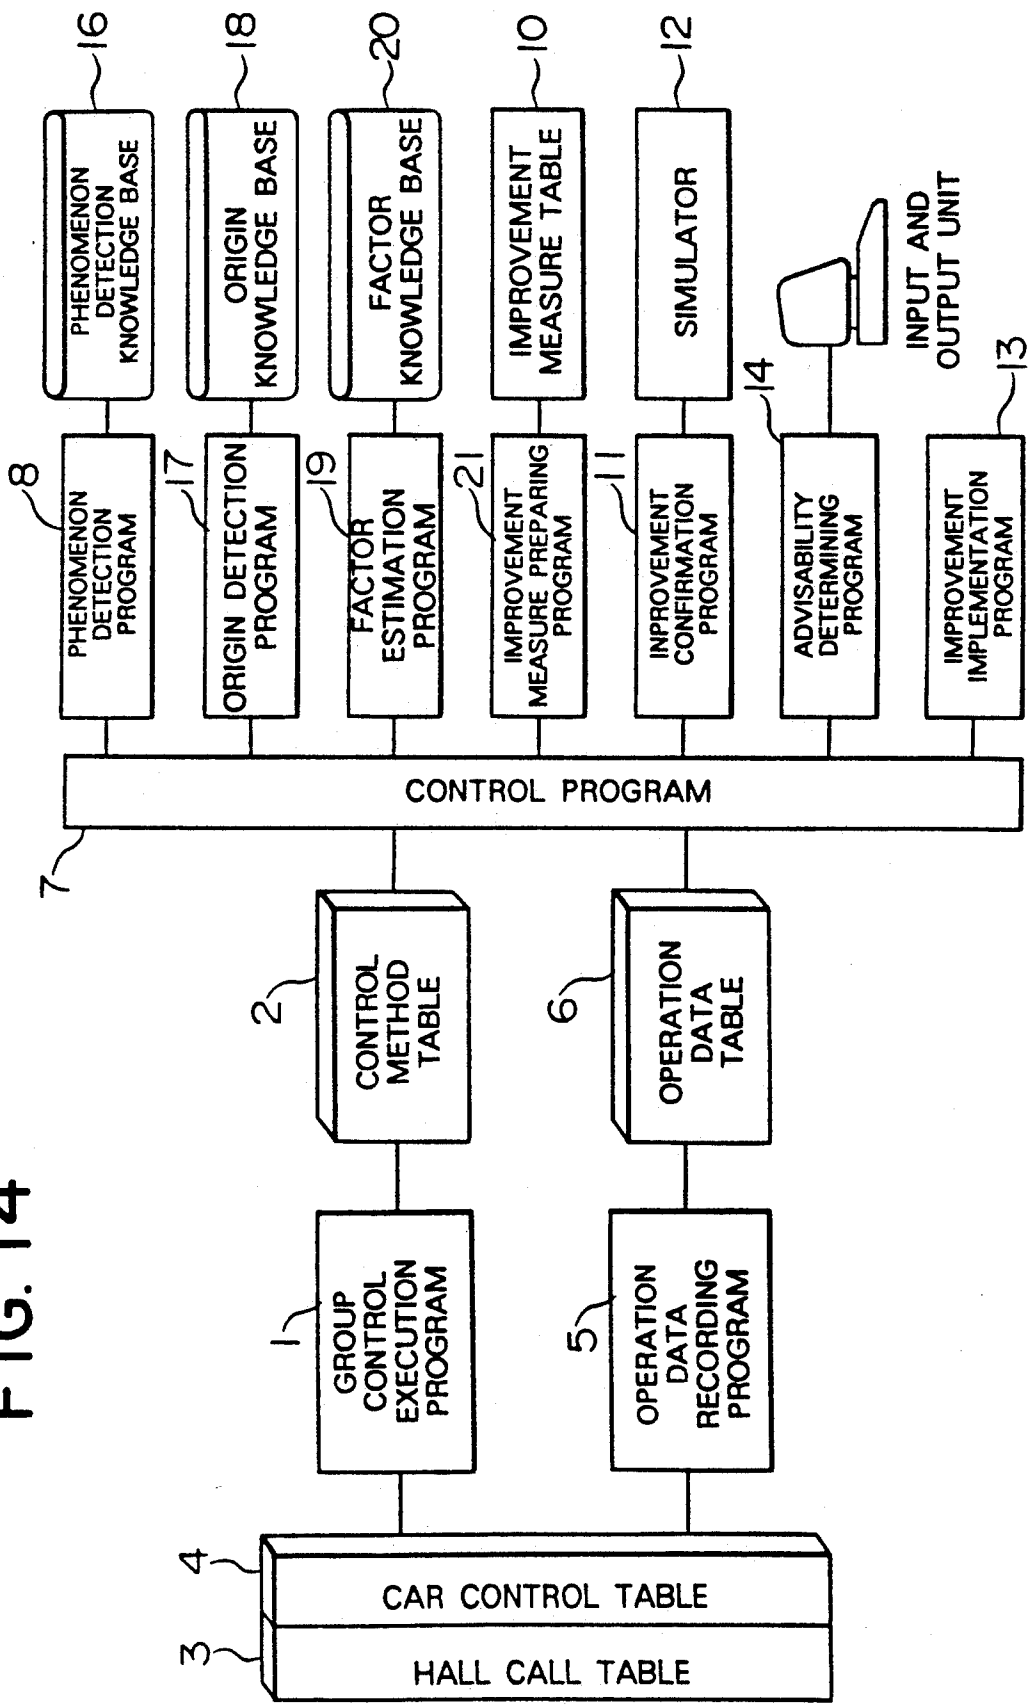 FIG. 14
3
HALL CALL TABLE
4
CAR CONTROL TABLE
1
GROUP
CONTROL
EXECUTION
PROGRAM
5
OPERATION
DATA
RECORDING
PROGRAM
2
CONTROL
METHOD
TABLE
6
OPERATION
DATA
TABLE
7
CONTROL PROGRAM
8
PHENOMENON
DETECTION
PROGRAM
16
PHENOMENON
DETECTION
KNOWLEDGE BASE
17
ORIGIN DETECTION
PROGRAM
18
ORIGIN
KNOWLEDGE BASE
19
FACTOR
ESTIMATION
PROGRAM
20
FACTOR
KNOWLEDGE BASE
21
IMPROVEMENT
MEASURE PREPARING
PROGRAM
10
IMPROVEMENT
MEASURE TABLE
11
INPROVEMENT
CONFIRMATION
PROGRAM
12
SIMULATOR
14
ADVISABILITY
DETERMINING
PROGRAM
INPUT AND
OUTPUT UNIT
13
IMPROVEMENT
IMPLEMENTATION
PROGRAM